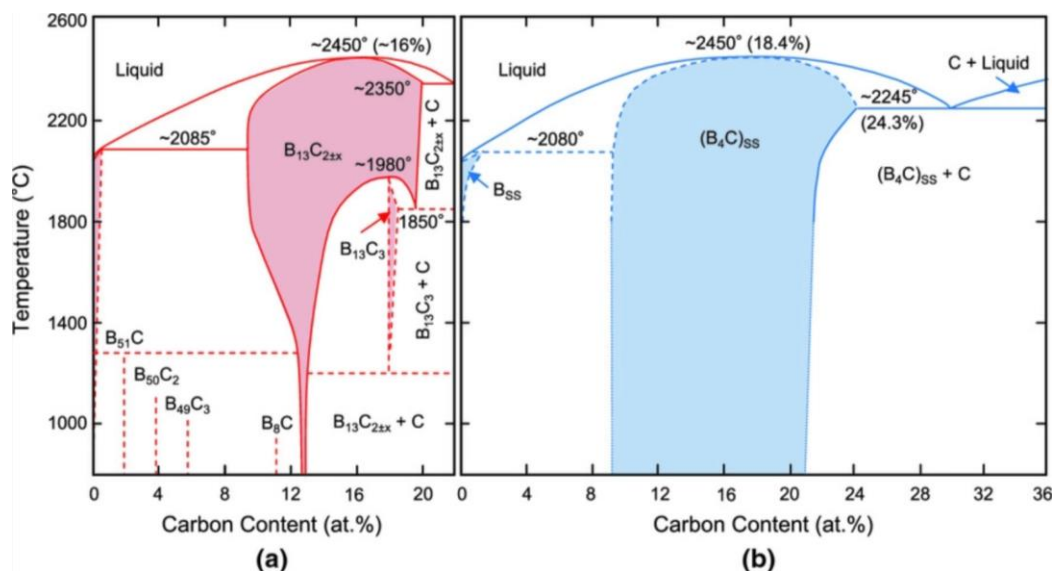 2600
2200
1800
1400
1000
Temperature (°C)
Liquid
~2450° (~16%)
~2350°
~2085°
B₁₃C₂±ₓ
~1980°
B₁₃C₂±ₓ + C
1850°
B₁₃C₃
B₁₃C₃ + C
B₅₁C
B₅₀C₂
B₄₉C₃
B₈C
B₁₃C₂±ₓ + C
0 4 8 12 16 20
Carbon Content (at.%)
(a)
Liquid
~2450° (18.4%)
C + Liquid
~2245°
(24.3%)
~2080°
(B₄C)ss
Bss
(B₄C)ss + C
0 4 8 12 16 20 24 28 32 36
Carbon Content (at.%)
(b)